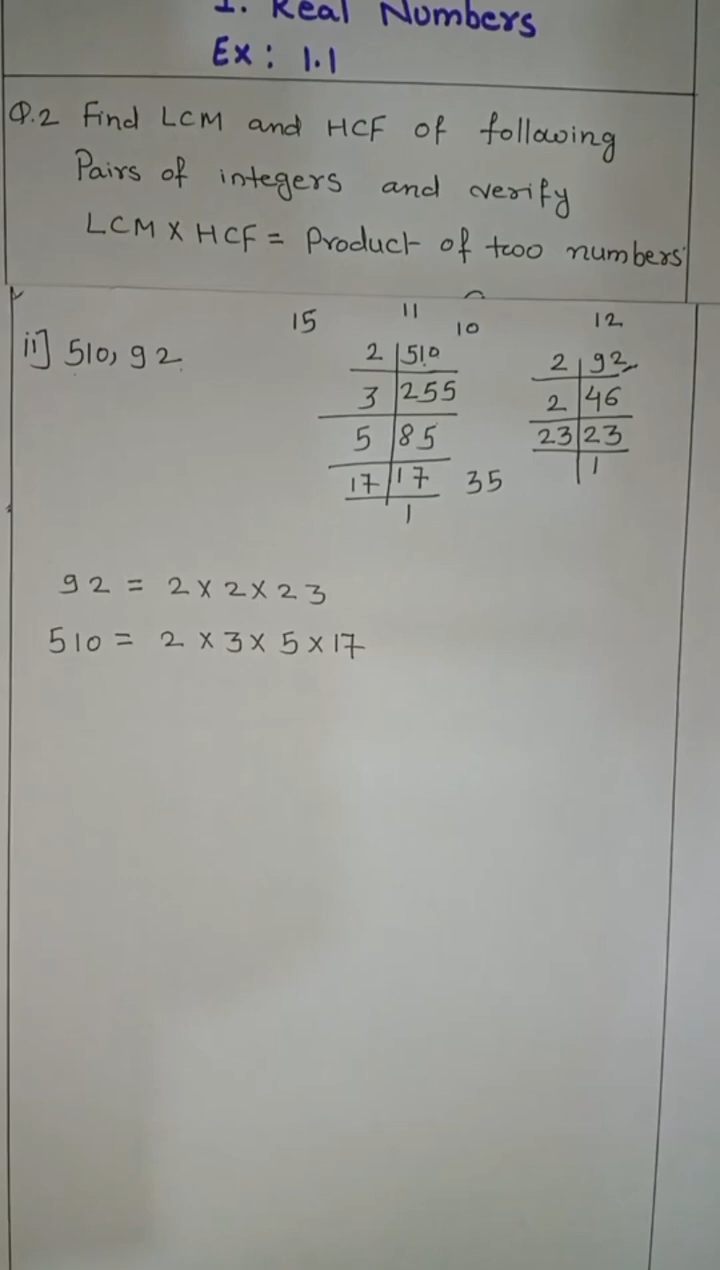 1. Real Numbers
Ex: 1.1
Q.2 Find LCM and HCF of following
Pairs of integers and verify
LCM X HCF = Product of two numbers
ii] 510, 92
15
11
10
2 510
3 255
5 85
17 17 35
1
12
2 92
2 46
23 23
1
92 = 2 X 2 X 23
510 = 2 X 3 X 5 X 17